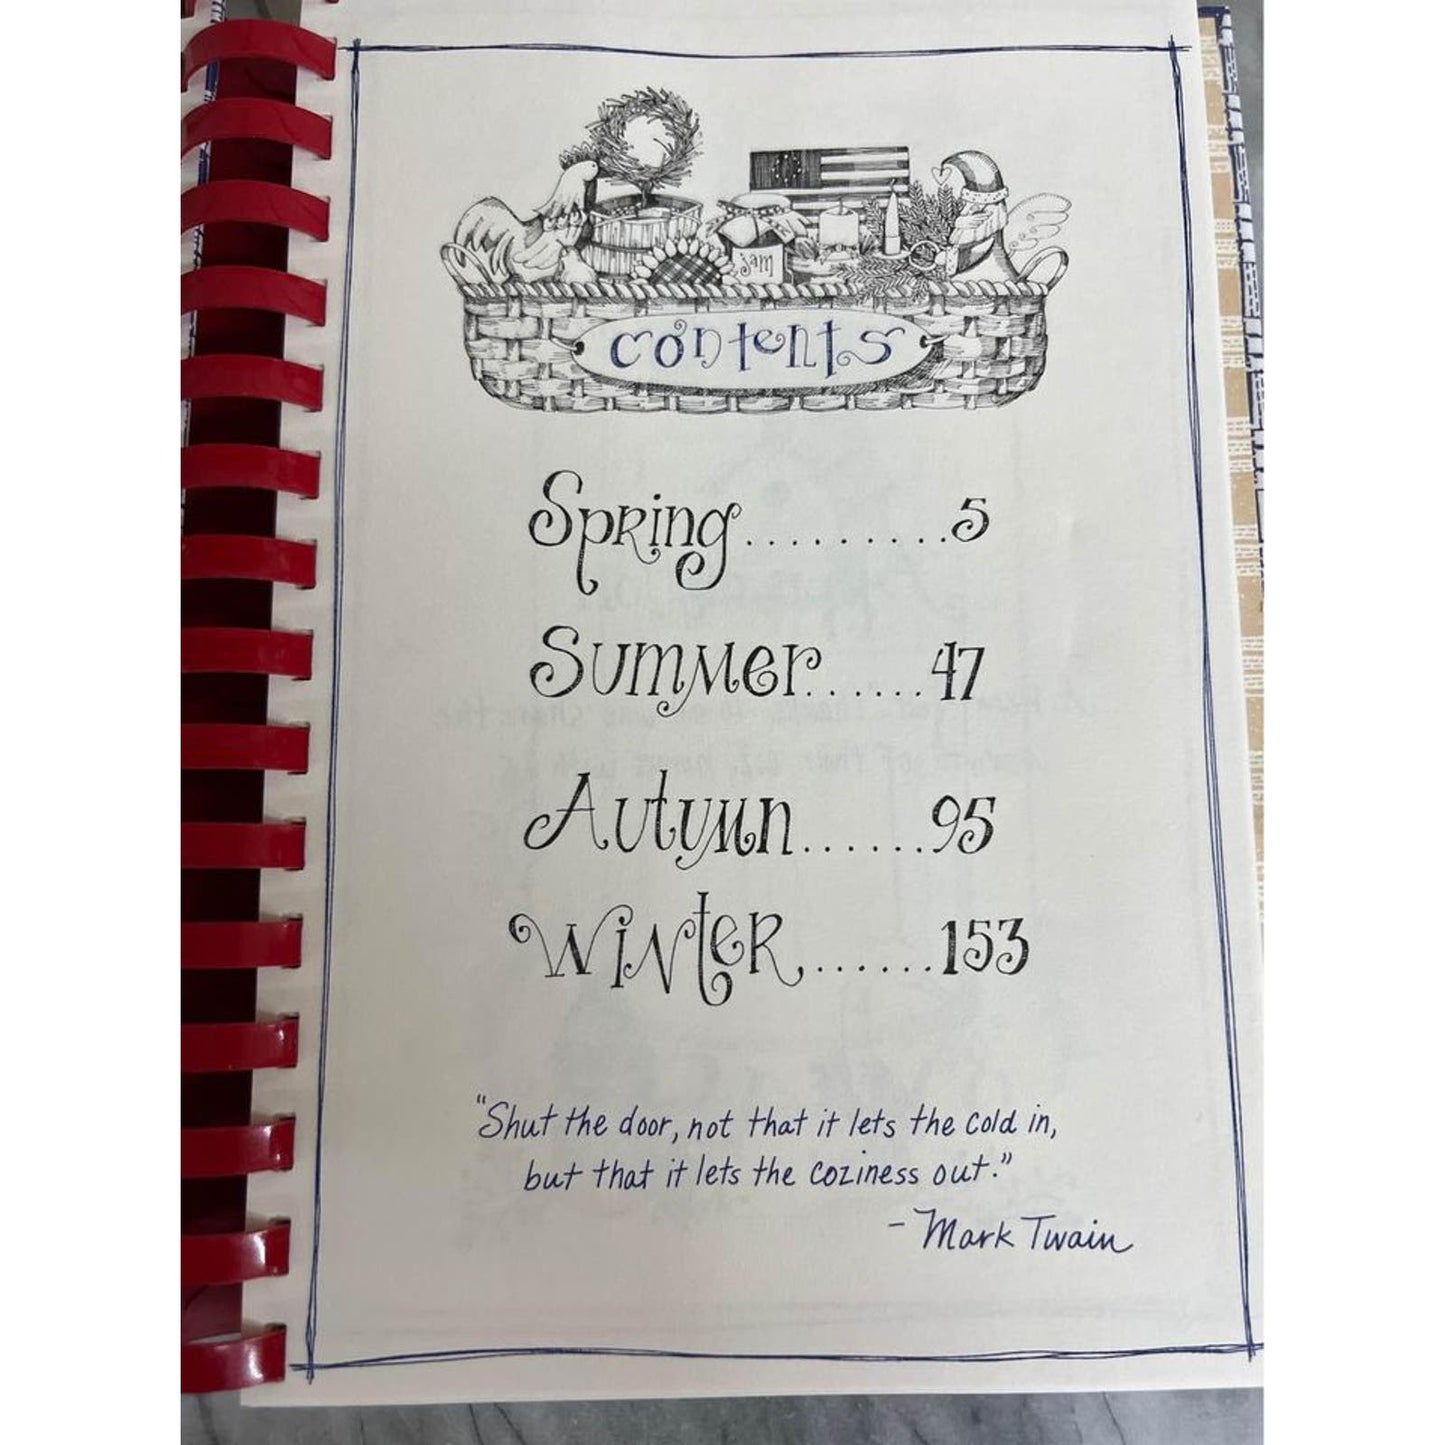 jam
contents
Spring.........5
Summer......47
Autumn......95
Winter.......153
"Shut the door, not that it lets the cold in,
but that it lets the coziness out."
- Mark Twain